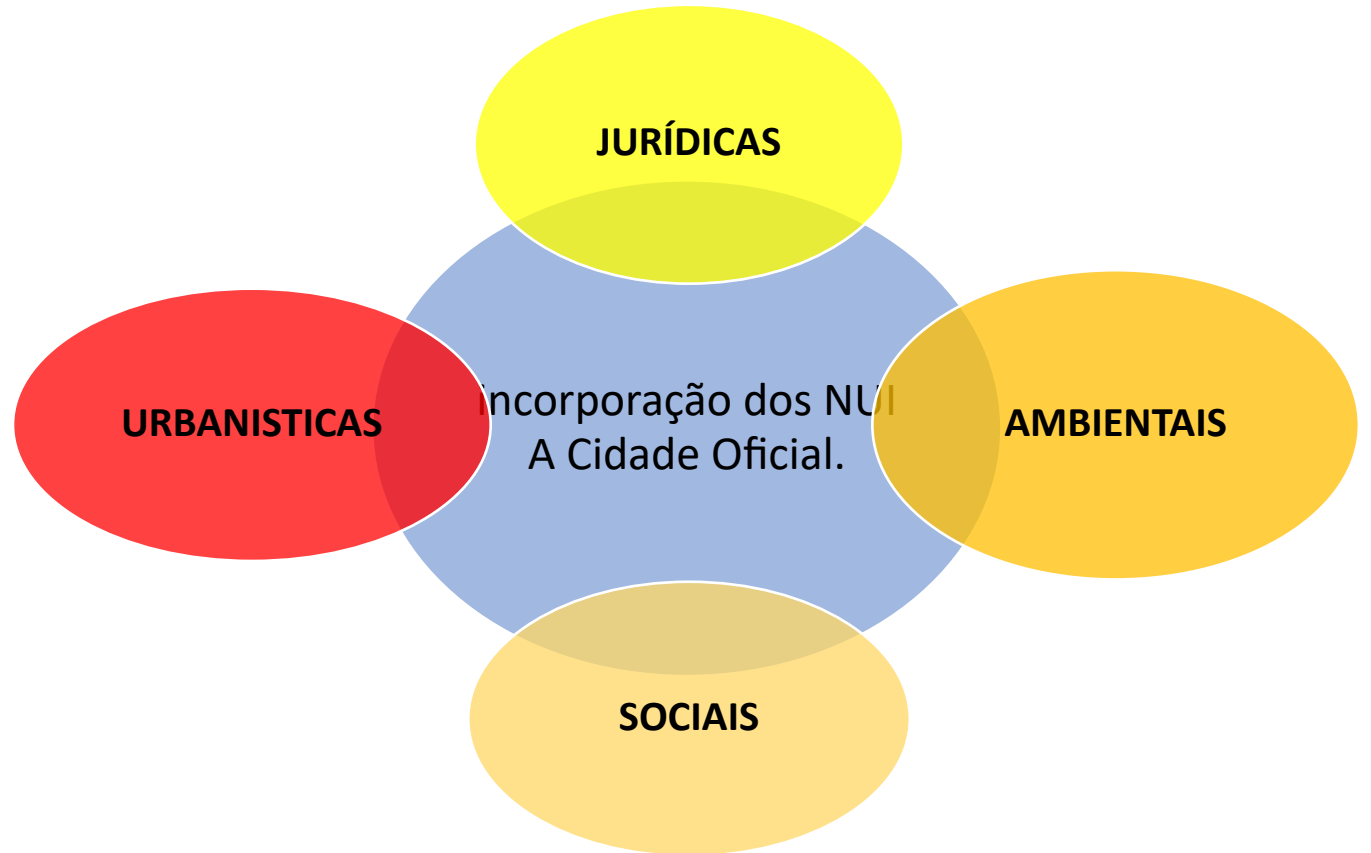 JURÍDICAS
URBANISTICAS
incorporação dos NUI
A Cidade Oficial.
AMBIENTAIS
SOCIAIS